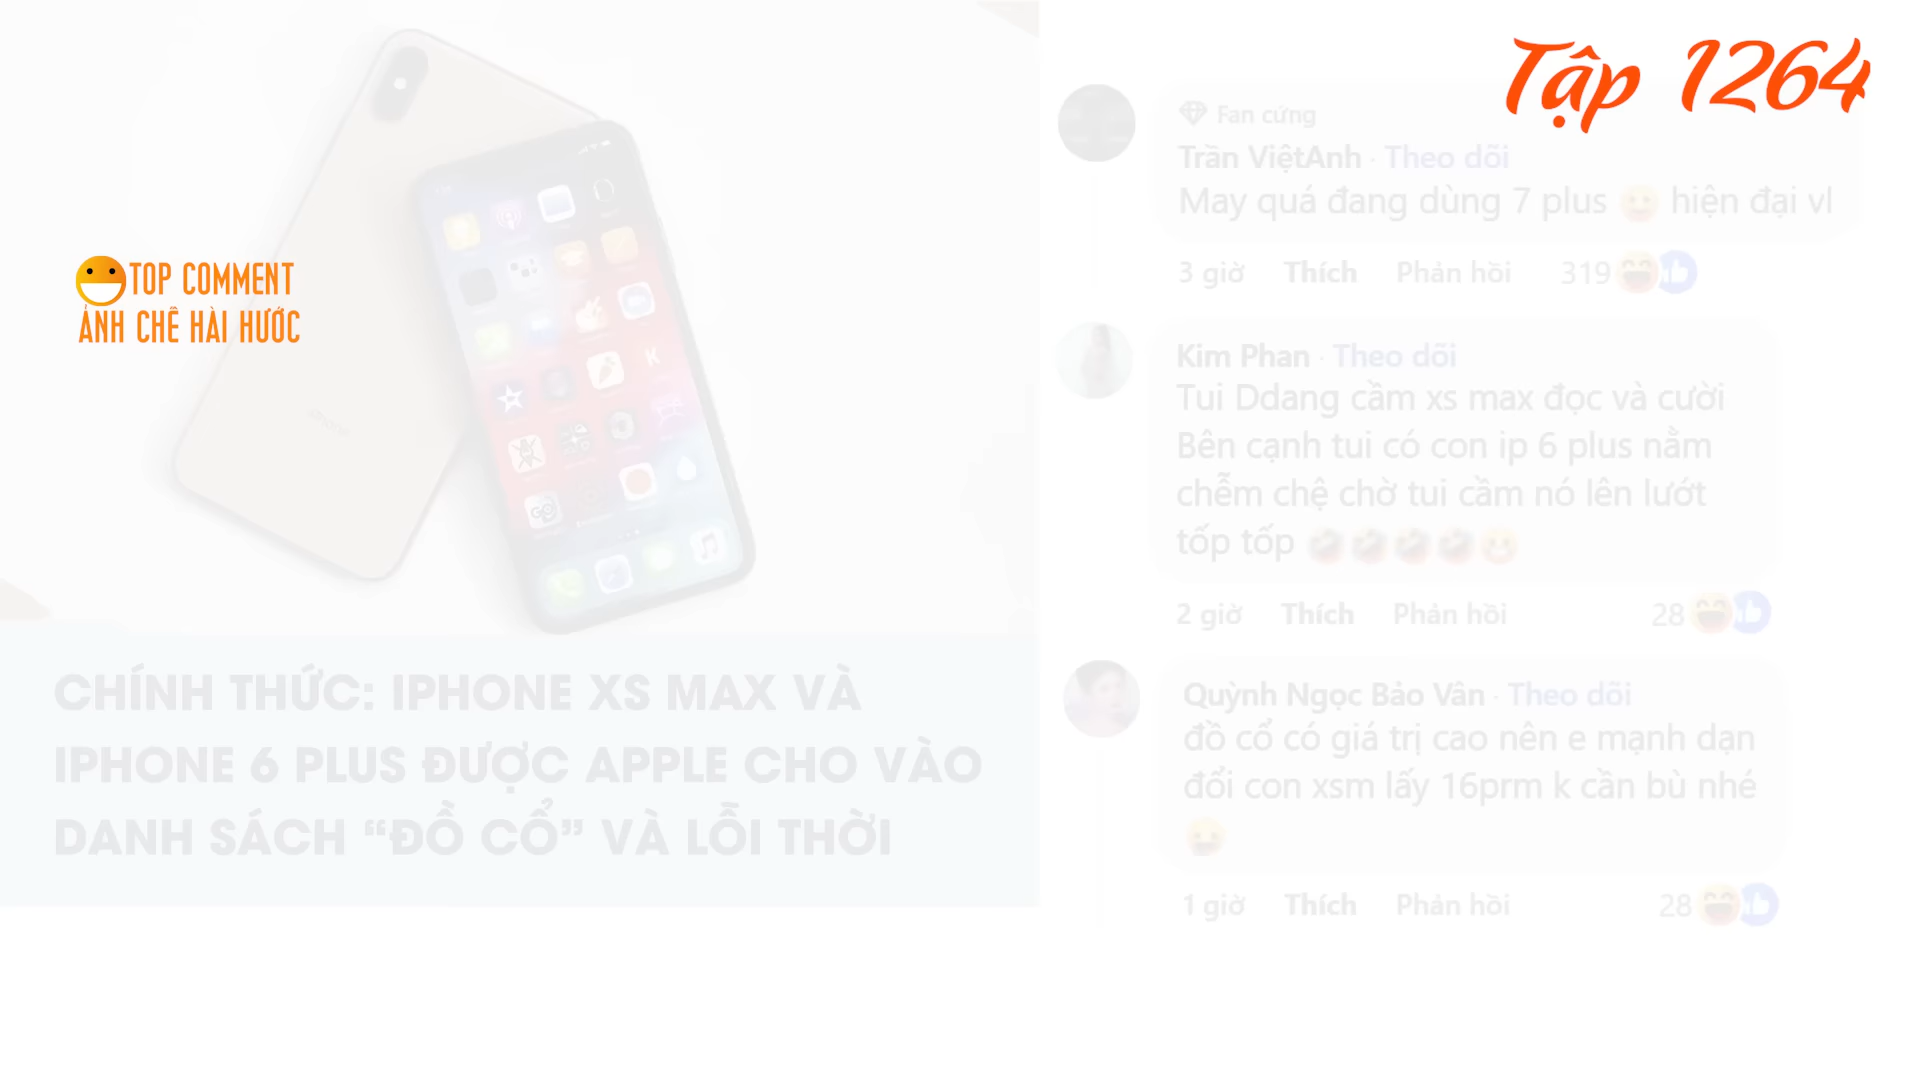 Tập 1264
TOP COMMENT
ẢNH CHẾ HÀI HƯỚC
CHÍNH THỨC: IPHONE XS MAX VÀ
IPHONE 6 PLUS ĐƯỢC APPLE CHO VÀO
DANH SÁCH “ĐỒ CỔ” VÀ LỖI THỜI
Fan cứng
Trần ViệtAnh · Theo dõi
May quá đang dùng 7 plus hiện đại vl
3 giờ Thích Phản hồi 319
Kim Phan · Theo dõi
Tui Ddang cầm xs max đọc và cười
Bên cạnh tui có con ip 6 plus nằm
chễm chệ chờ tui cầm nó lên lướt
tốp tốp
2 giờ Thích Phản hồi 28
Quỳnh Ngọc Bảo Vân · Theo dõi
đồ cổ có giá trị cao nên e mạnh dạn
đổi con xsm lấy 16prm k cần bù nhé
1 giờ Thích Phản hồi 28